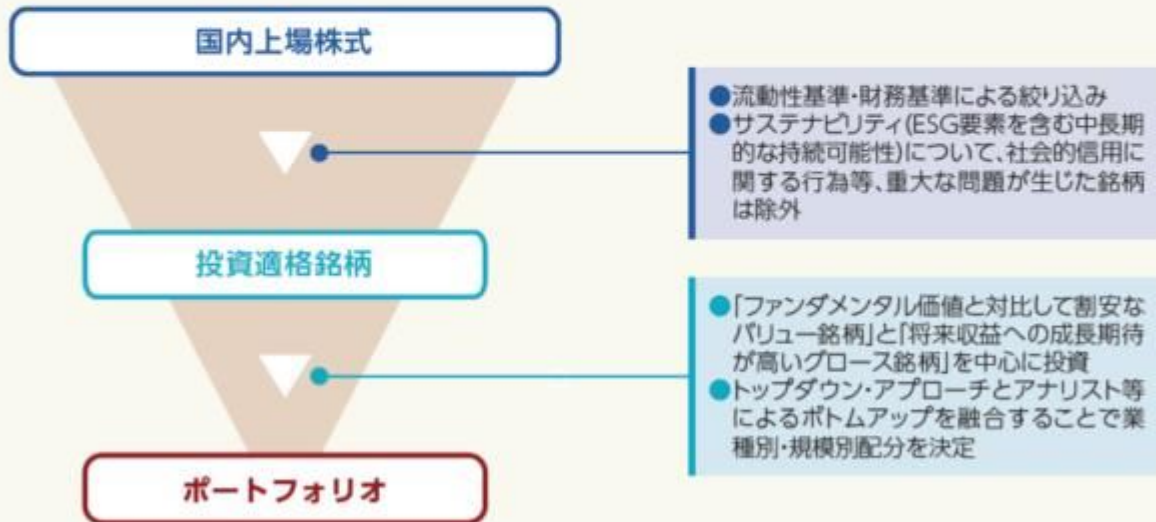 国内上場株式
●流動性基準・財務基準による絞り込み
●サステナビリティ(ESG要素を含む中長期
的な持続可能性)について、社会的信用に
関する行為等、重大な問題が生じた銘柄
は除外
投資適格銘柄
●「ファンダメンタル価値と対比して割安な
バリュー銘柄」と「将来収益への成長期待
が高いグロース銘柄」を中心に投資
●トップダウン・アプローチとアナリスト等
によるボトムアップを融合することで業
種別・規模別配分を決定
ポートフォリオ